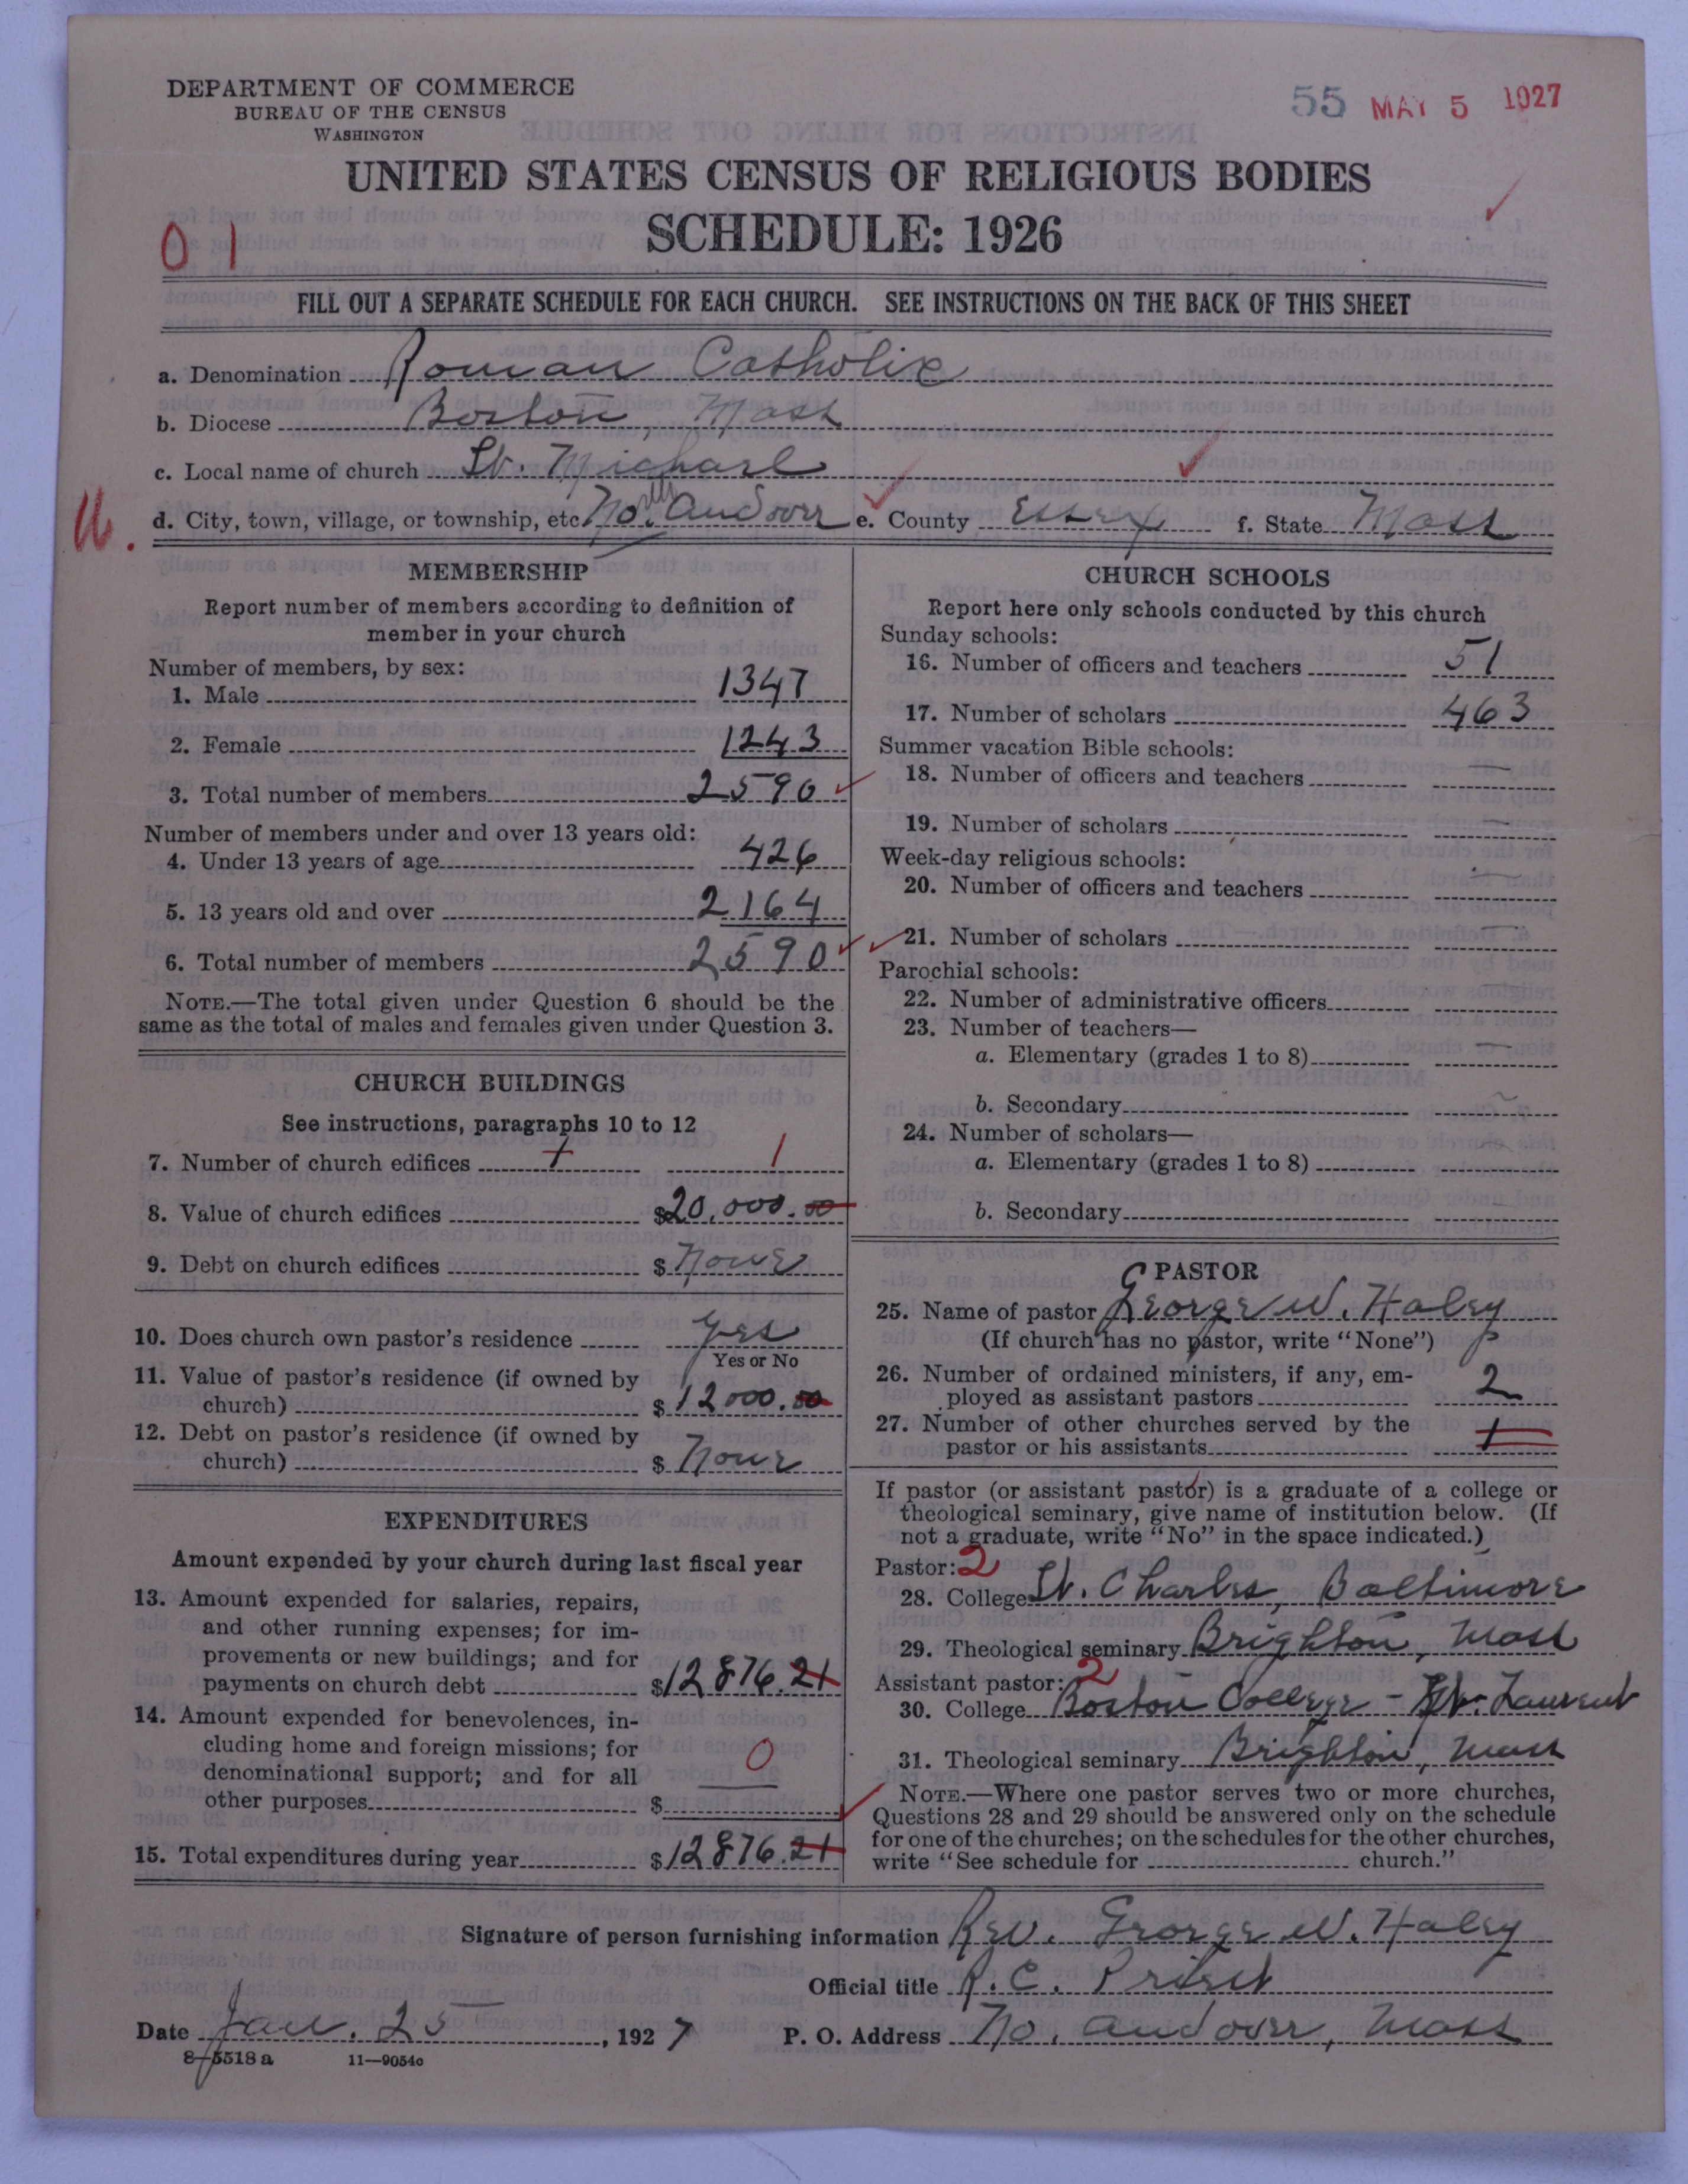 DEPARTMENT OF COMMERCE
BUREAU OF THE CENSUS
WASHINGTON
55 MAY 5 1927
UNITED STATES CENSUS OF RELIGIOUS BODIES
SCHEDULE: 1926
01
FILL OUT A SEPARATE SCHEDULE FOR EACH CHURCH. SEE INSTRUCTIONS ON THE BACK OF THIS SHEET
a. Denomination Roman Catholic
b. Diocese Boston, Mass
c. Local name of church St. Michael
d. City, town, village, or township, etc. No. Andover e. County Essex f. State Mass
MEMBERSHIP
Report number of members according to definition of
member in your church
Number of members, by sex:
1. Male 1347
2. Female 1243
3. Total number of members 2590
Number of members under and over 13 years old:
4. Under 13 years of age 426
5. 13 years old and over 2164
6. Total number of members 2590
NOTE.—The total given under Question 6 should be the
same as the total of males and females given under Question 3.
CHURCH BUILDINGS
See instructions, paragraphs 10 to 12
7. Number of church edifices 1 1
8. Value of church edifices $20,000.00
9. Debt on church edifices $ None
10. Does church own pastor's residence Yes
Yes or No
11. Value of pastor's residence (if owned by
church) $12000.00
12. Debt on pastor's residence (if owned by
church) $ None
EXPENDITURES
Amount expended by your church during last fiscal year
13. Amount expended for salaries, repairs,
and other running expenses; for im-
provements or new buildings; and for
payments on church debt $12876.21
14. Amount expended for benevolences, in-
cluding home and foreign missions; for
denominational support; and for all
other purposes $ 0
15. Total expenditures during year $12876.21
CHURCH SCHOOLS
Report here only schools conducted by this church
Sunday schools:
16. Number of officers and teachers 51
17. Number of scholars 463
Summer vacation Bible schools:
18. Number of officers and teachers —
19. Number of scholars —
Week-day religious schools:
20. Number of officers and teachers —
21. Number of scholars —
Parochial schools:
22. Number of administrative officers —
23. Number of teachers—
a. Elementary (grades 1 to 8) —
b. Secondary —
24. Number of scholars—
a. Elementary (grades 1 to 8) —
b. Secondary
PASTOR
25. Name of pastor George W. Haley
(If church has no pastor, write "None")
26. Number of ordained ministers, if any, em-
ployed as assistant pastors 2
27. Number of other churches served by the
pastor or his assistants 1
If pastor (or assistant pastor) is a graduate of a college or
theological seminary, give name of institution below. (If
not a graduate, write "No" in the space indicated.)
Pastor: 2
28. College St. Charles, Baltimore
29. Theological seminary Brighton, Mass
Assistant pastor: 2
30. College Boston College - St. Laurent
31. Theological seminary Brighton, Mass
NOTE.—Where one pastor serves two or more churches,
Questions 28 and 29 should be answered only on the schedule
for one of the churches; on the schedules for the other churches,
write "See schedule for church."
Signature of person furnishing information Rev. George W. Haley
Official title R. C. Priest
Date Jan. 25, 1927 P. O. Address No. Andover, Mass
8—5518 a 11—9054c